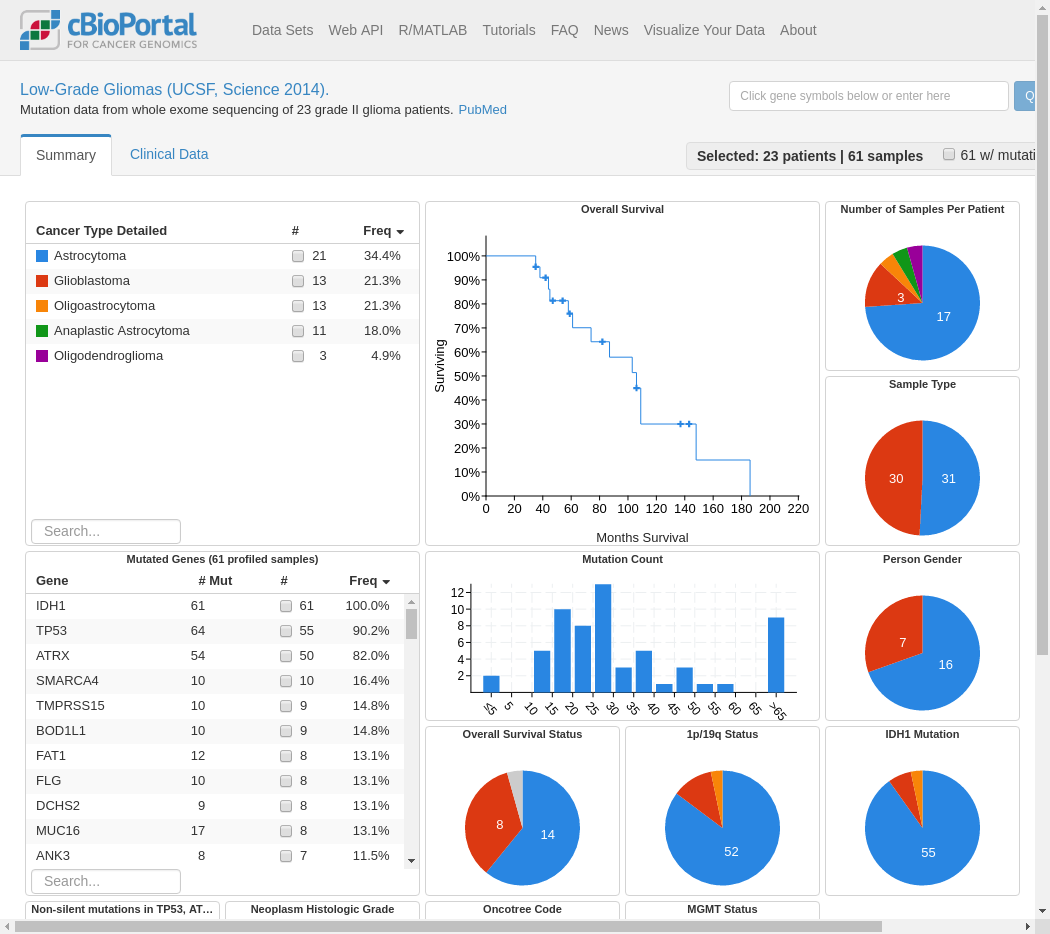 cBioPortal
FOR CANCER GENOMICS
Data Sets Web API R/MATLAB Tutorials FAQ News Visualize Your Data About
Low-Grade Gliomas (UCSF, Science 2014).
Mutation data from whole exome sequencing of 23 grade II glioma patients. PubMed
Click gene symbols below or enter here
Q
Summary Clinical Data
Selected: 23 patients | 61 samples 61 w/ mutati
Cancer Type Detailed # Freq
Astrocytoma 21 34.4%
Glioblastoma 13 21.3%
Oligoastrocytoma 13 21.3%
Anaplastic Astrocytoma 11 18.0%
Oligodendroglioma 3 4.9%
Search...
Overall Survival
100%
90%
80%
70%
60%
50%
40%
30%
20%
10%
0%
Surviving
0 20 40 60 80 100 120 140 160 180 200 220
Months Survival
Number of Samples Per Patient
3
17
Sample Type
30 31
Mutated Genes (61 profiled samples)
Gene # Mut # Freq
IDH1 61 61 100.0%
TP53 64 55 90.2%
ATRX 54 50 82.0%
SMARCA4 10 10 16.4%
TMPRSS15 10 9 14.8%
BOD1L1 10 9 14.8%
FAT1 12 8 13.1%
FLG 10 8 13.1%
DCHS2 9 8 13.1%
MUC16 17 8 13.1%
ANK3 8 7 11.5%
Search...
Mutation Count
12
10
8
6
4
2
≤5 5 10 15 20 25 30 35 40 45 50 55 60 65 >65
Person Gender
7
16
Overall Survival Status
8
14
1p/19q Status
52
IDH1 Mutation
55
Non-silent mutations in TP53, AT... Neoplasm Histologic Grade Oncotree Code MGMT Status